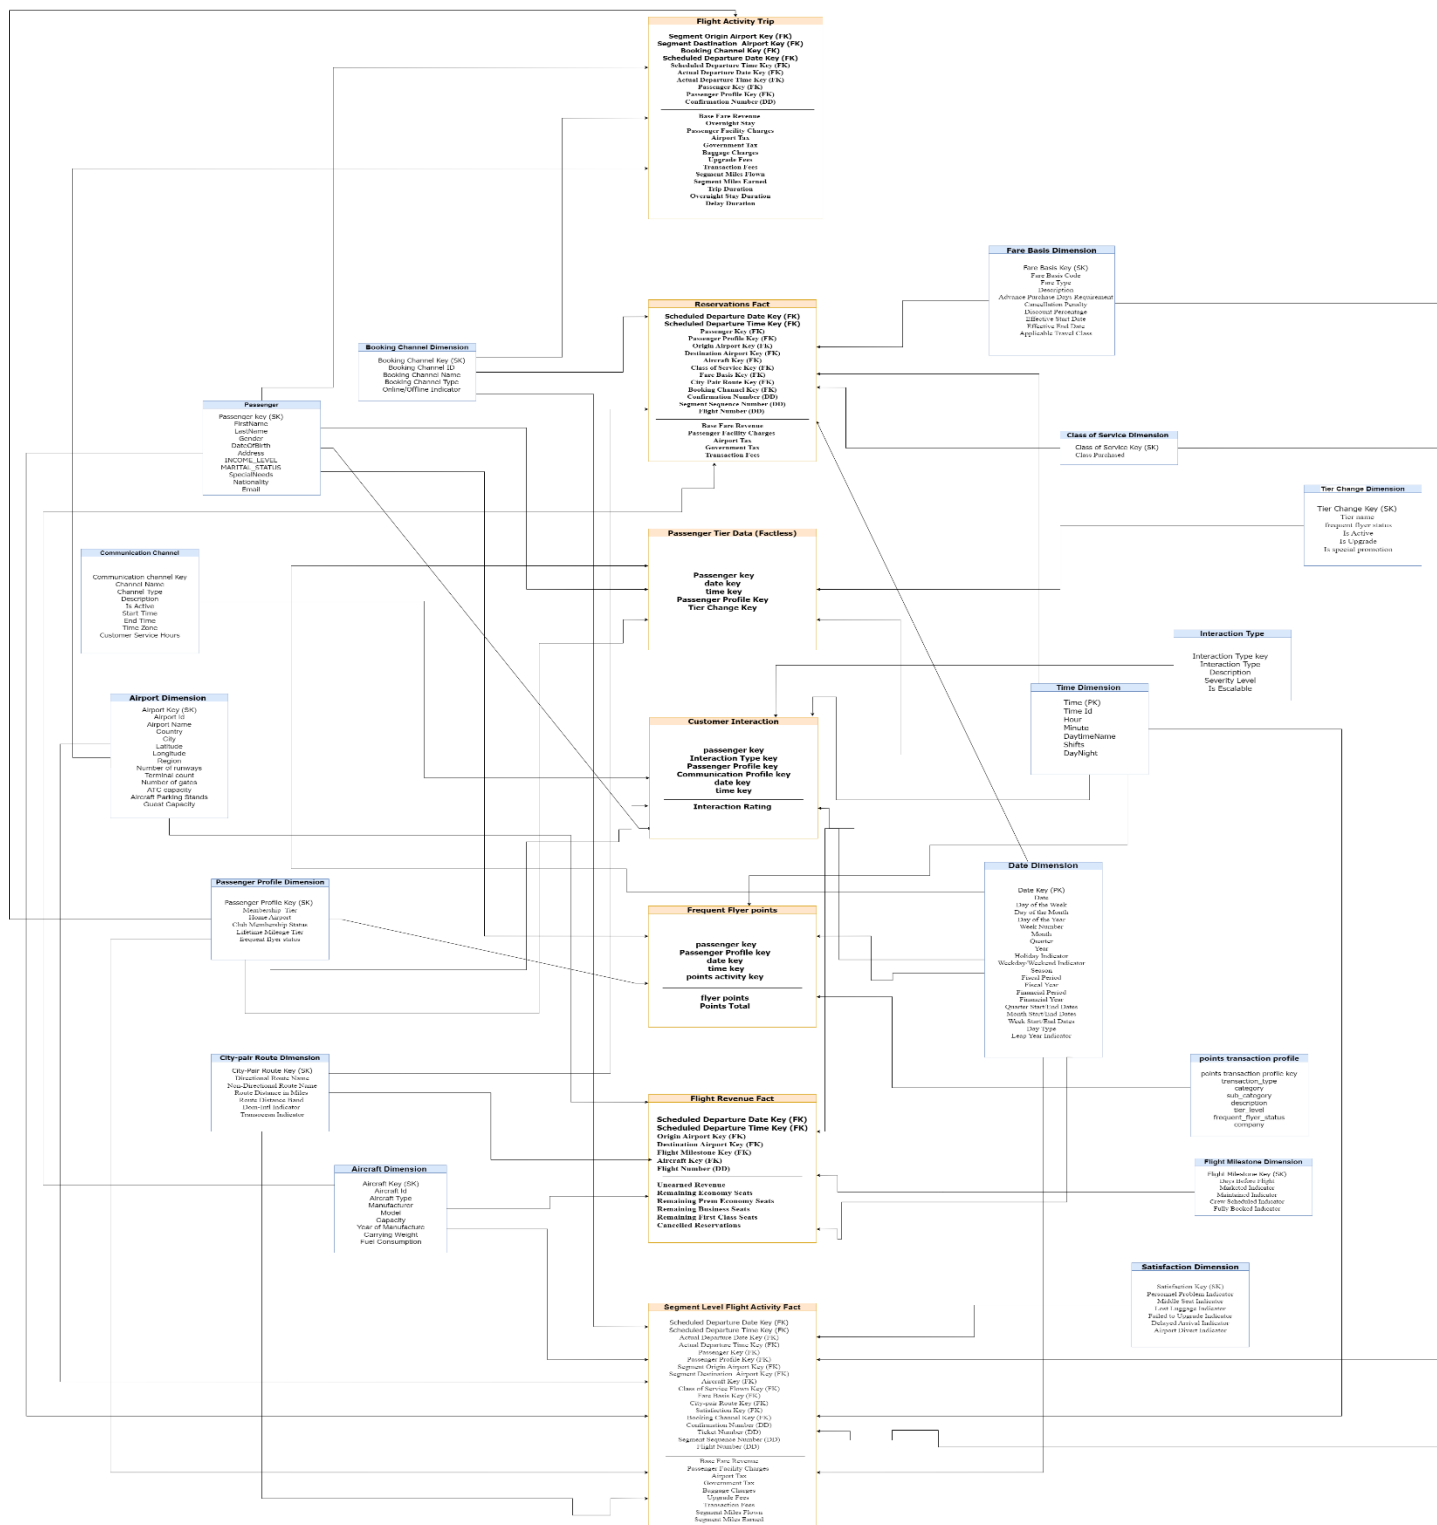 Flight Activity Trip
Segment Origin Airport Key (FK)
Segment Destination  Airport Key (FK)
Booking Channel Key (FK)
Scheduled Departure Date Key (FK)
Scheduled Departure Time Key (FK)
Actual Departure Date Key (FK)
Actual Departure Time Key (FK)
Passenger Key (FK)
Passenger Profile Key (FK)
Confirmation Number (DD)
Base Fare Revenue
Overnight Stay
Passenger Facility Charges
Airport Tax
Government Tax
Baggage Charges
Upgrade Fees
Transaction Fees
Segment Miles Flown
Segment Miles Earned
Trip Duration
Overnight Stay Duration
Delay Duration
Fare Basis Dimension
Fare Basis Key (SK)
Fare Basis Code
Fare Type
Description
Advance Purchase Days Requirement
Cancellation Penalty
Discount Percentage
Effective Start Date
Effective End Date
Applicable Travel Class
Reservations Fact
Scheduled Departure Date Key (FK)
Scheduled Departure Time Key (FK)
Passenger Key (FK)
Passenger Profile Key (FK)
Origin Airport Key (FK)
Destination Airport Key (FK)
Aircraft Key (FK)
Class of Service Key (FK)
Fare Basis Key (FK)
City Pair Route Key (FK)
Booking Channel Key (FK)
Confirmation Number (DD)
Segment Sequence Number (DD)
Flight Number (DD)
Base Fare Revenue
Passenger Facility Charges
Airport Tax
Government Tax
Transaction Fees
Booking Channel Dimension
Booking Channel Key (SK)
Booking Channel ID
Booking Channel Name
Booking Channel Type
Online/Offline Indicator
Passenger
Passenger key (SK)
FirstName
LastName
Gender
DateOfBirth
Address
INCOME_LEVEL
MARITAL_STATUS
SpecialNeeds
Nationality
Email
Class of Service Dimension
Class of Service Key (SK)
Class Purchased
Tier Change Dimension
Tier Change Key (SK)
Tier name
frequent flyer status
Is Active
Is Upgrade
Is special promotion
Passenger Tier Data (Factless)
Passenger key
date key
time key
Passenger Profile Key
Tier Change Key
Communication Channel
Communication channel Key
Channel Name
Channel Type
Description
Is Active
Start Time
End Time
Time Zone
Customer Service Hours
Interaction Type
Interaction Type key
Interaction Type
Description
Severity Level
Is Escalable
Airport Dimension
Airport Key (SK)
Airport Id
Airport Name
Country
City
Latitude
Longitude
Region
Number of runways
Terminal count
Number of gates
ATC capacity
Aircraft Parking Stands
Guest Capacity
Time Dimension
Time (PK)
Time Id
Hour
Minute
DaytimeName
Shifts
DayNight
Customer Interaction
passenger key
Interaction Type key
Passenger Profile key
Communication Profile key
date key
time key
Interaction Rating
Date Dimension
Date Key (PK)
Date
Day of the Week
Day of the Month
Day of the Year
Week Number
Month
Quarter
Year
Holiday Indicator
Weekday/Weekend Indicator
Season
Fiscal Period
Fiscal Year
Financial Period
Financial Year
Quarter Start/End Dates
Month Start/End Dates
Week Start/End Dates
Day Type
Leap Year Indicator
Passenger Profile Dimension
Passenger Profile Key (SK)
Membership  Tier
Home Airport
Club Membership Status
Lifetime Mileage Tier
frequent flyer status
Frequent Flyer points
passenger key
Passenger Profile key
date key
time key
points activity key
flyer points
Points Total
City-pair Route Dimension
City-Pair Route Key (SK)
Directional Route Name
Non-Directional Route Name
Route Distance in Miles
Route Distance Band
Dom-Intl Indicator
Transocean Indicator
points transaction profile
points transaction profile key
transaction_type
category
sub_category
description
tier_level
frequent_flyer_status
company
Flight Revenue Fact
Scheduled Departure Date Key (FK)
Scheduled Departure Time Key (FK)
Origin Airport Key (FK)
Destination Airport Key (FK)
Flight Milestone Key (FK)
Aircraft Key (FK)
Flight Number (DD)
Unearned Revenue
Remaining Economy Seats
Remaining Prem Economy Seats
Remaining Business Seats
Remaining First Class Seats
Cancelled Reservations
Flight Milestone Dimension
Flight Milestone Key (SK)
Days Before Flight
Marketed Indicator
Maintained Indicator
Crew Scheduled Indicator
Fully Booked Indicator
Aircraft Dimension
Aircraft Key (SK)
Aircraft Id
Aircraft Type
Manufacturer
Model
Capacity
Year of Manufacture
Carrying Weight
Fuel Consumption
Satisfaction Dimension
Satisfaction Key (SK)
Personnel Problem Indicator
Middle Seat Indicator
Lost Luggage Indicator
Failed to Upgrade Indicator
Delayed Arrival Indicator
Airport Divert Indicator
Segment Level Flight Activity Fact
Scheduled Departure Date Key (FK)
Scheduled Departure Time Key (FK)
Actual Departure Date Key (FK)
Actual Departure Time Key (FK)
Passenger Key (FK)
Passenger Profile Key (FK)
Segment Origin Airport Key (FK)
Segment Destination  Airport Key (FK)
Aircraft Key (FK)
Class of Service Flown Key (FK)
Fare Basis Key (FK)
City-pair Route Key (FK)
Satisfaction Key (FK)
Booking Channel Key (FK)
Confirmation Number (DD)
Ticket Number (DD)
Segment Sequence Number (DD)
Flight Number (DD)
Base Fare Revenue
Passenger Facility Charges
Airport Tax
Government Tax
Baggage Charges
Upgrade Fees
Transaction Fees
Segment Miles Flown
Segment Miles Earned